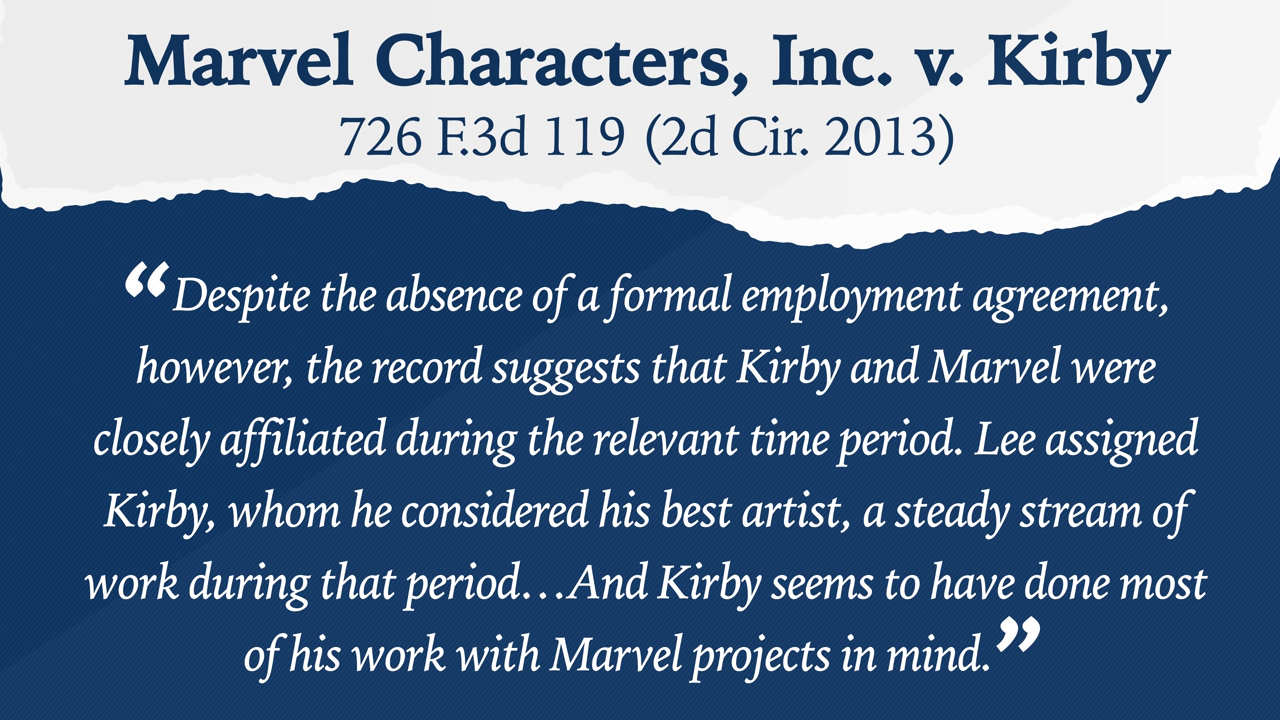 Marvel Characters, Inc. v. Kirby
726 F.3d 119 (2d Cir. 2013)
“Despite the absence of a formal employment agreement,
however, the record suggests that Kirby and Marvel were
closely affiliated during the relevant time period. Lee assigned
Kirby, whom he considered his best artist, a steady stream of
work during that period…And Kirby seems to have done most
of his work with Marvel projects in mind.”